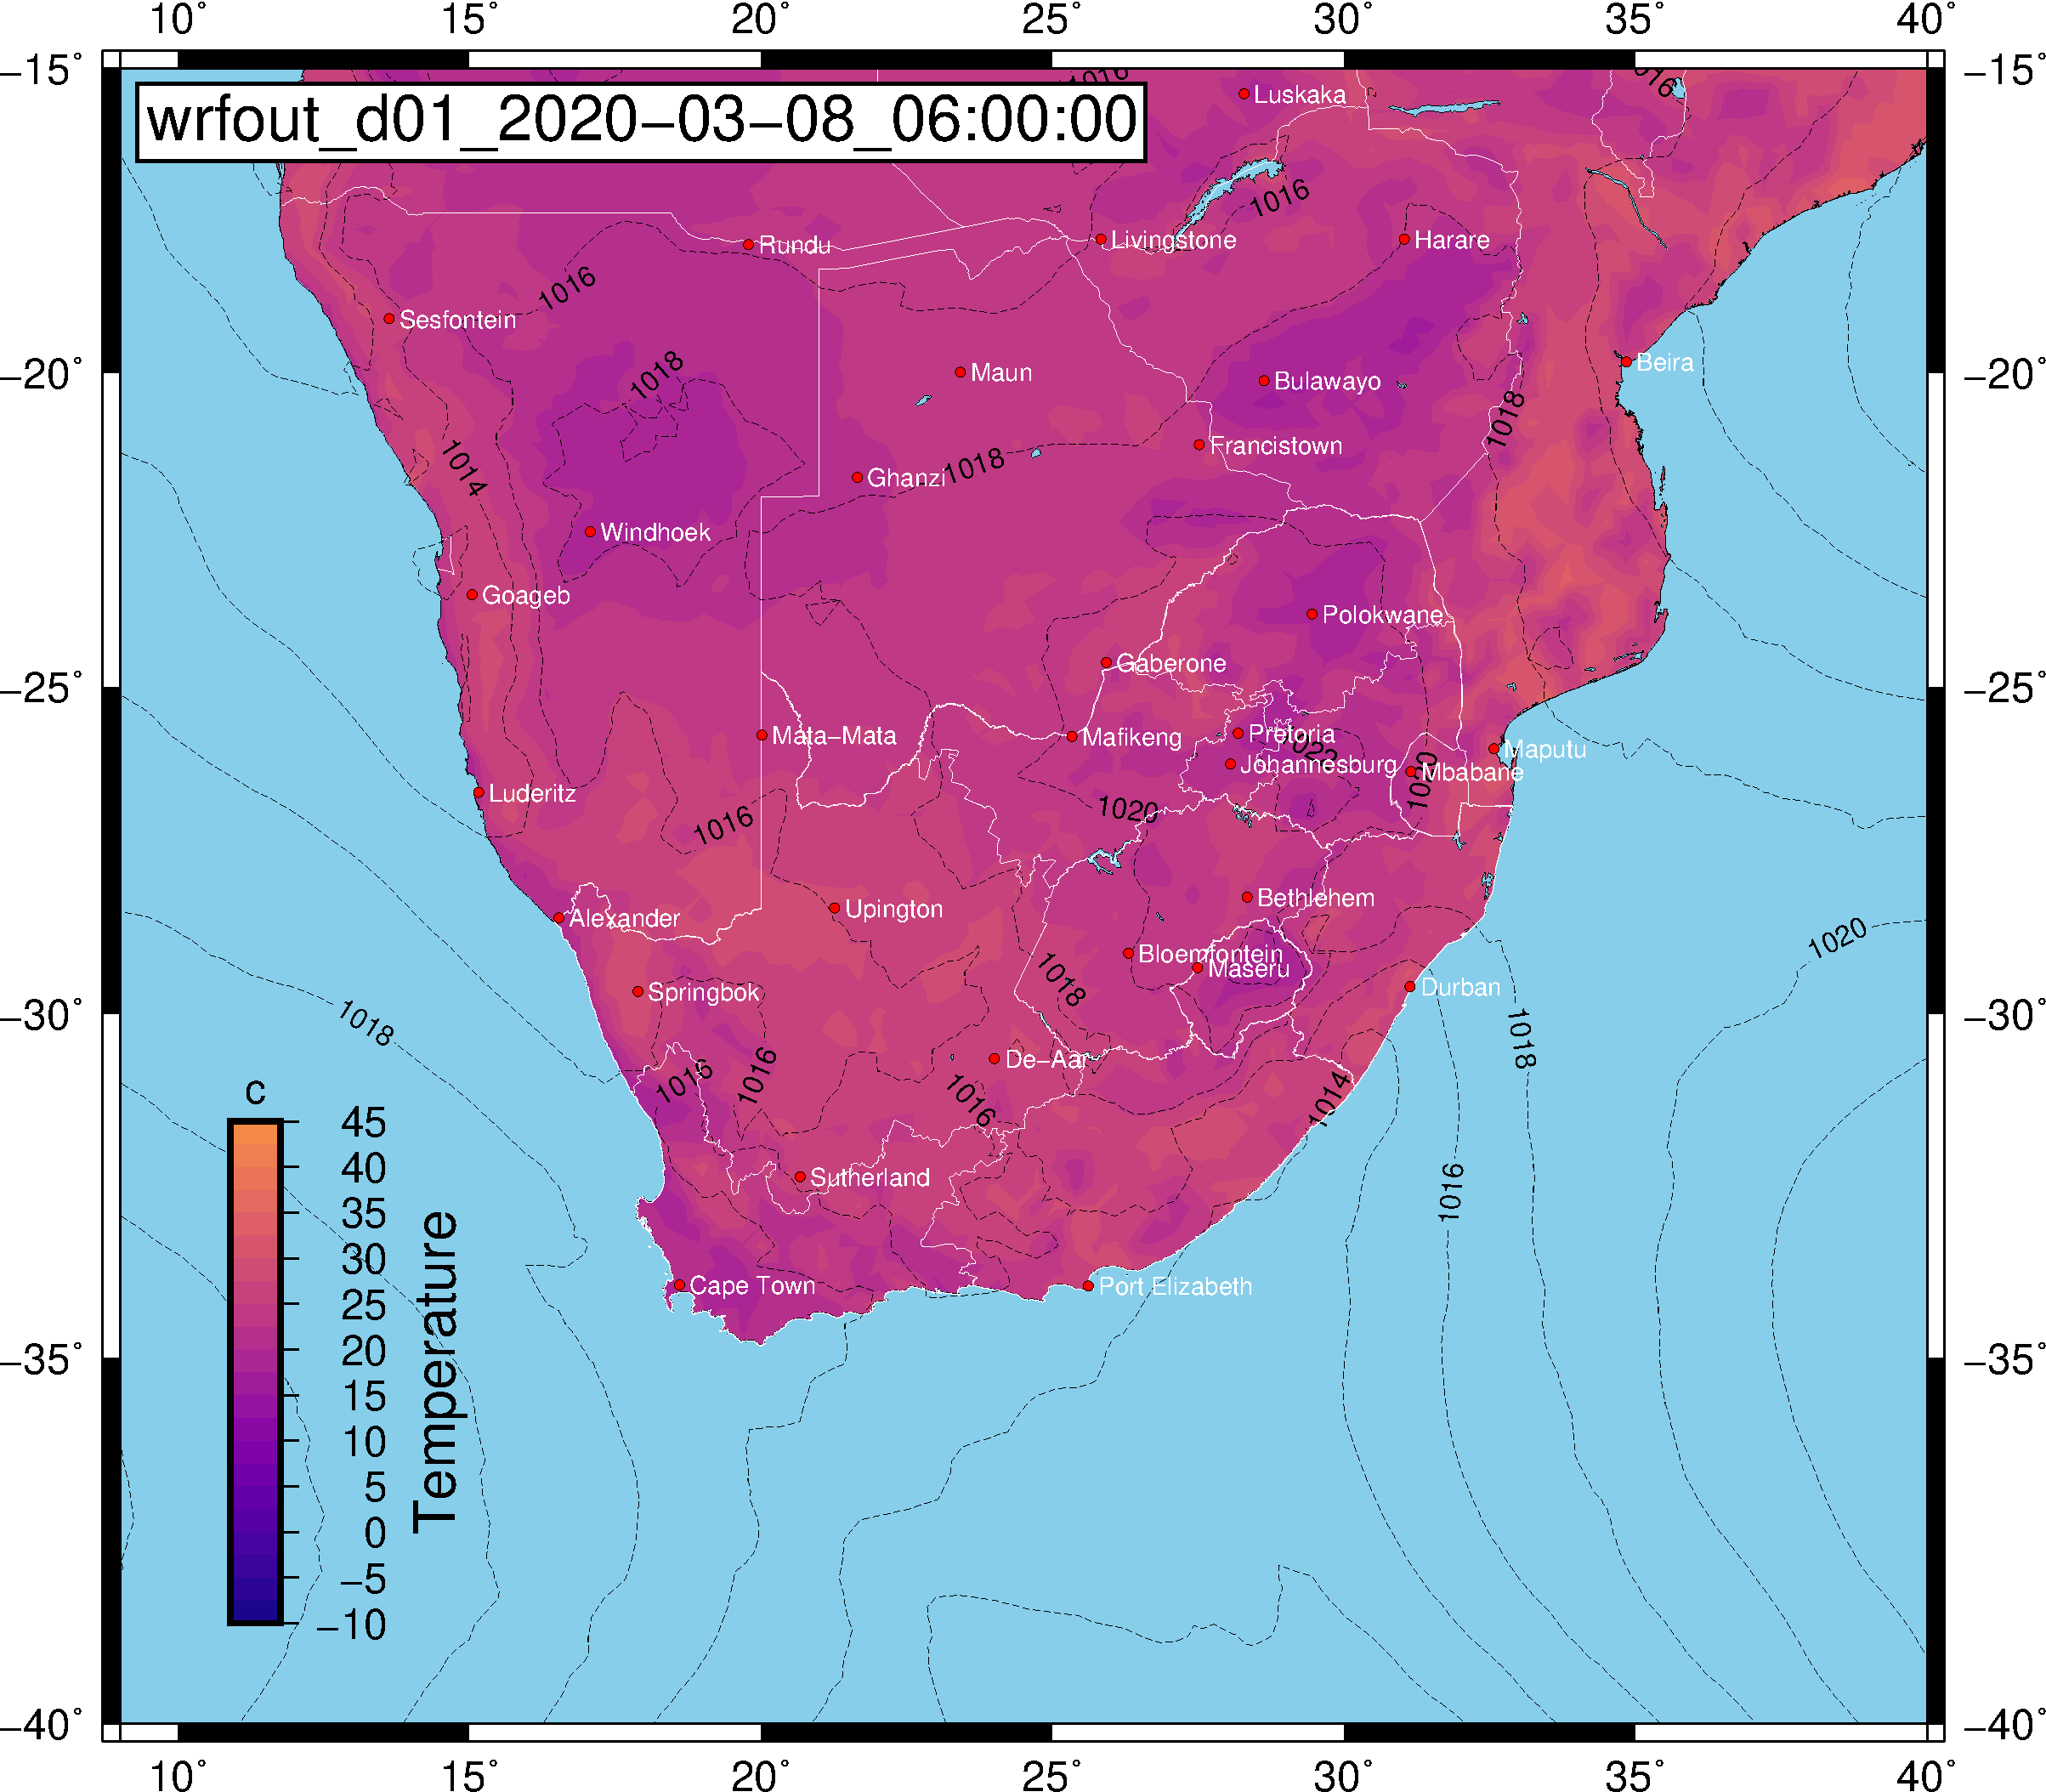 10° 15° 20° 25° 30° 35° 40°
−15° −15°
wrfout_d01_2020−03−08_06:00:00
1016
1016
Luskaka
1016
Rundu
Livingstone
Harare
1016
Sesfontein
−20° −20°
1018
Maun
Bulawayo
Beira
1018
1014
Francistown
Ghanzi
1018
Windhoek
Goageb
Polokwane
Gaberone
−25° −25°
Mata−Mata
Mafikeng
Pretoria
1022
Maputu
Johannesburg
Mbabane
1020
Luderitz
1020
1016
Bethlehem
Upington
Alexander
1020
Bloemfontein
Maseru
1018
Springbok
Durban
−30° −30°
1018
1018
De−Aar
1016
1016
1016
1014
Sutherland
1016
Cape Town
Port Elizabeth
−35° −35°
c
45
40
35
30
25
20
15
10
5
0
−5
−10
Temperature
−40° −40°
10° 15° 20° 25° 30° 35° 40°